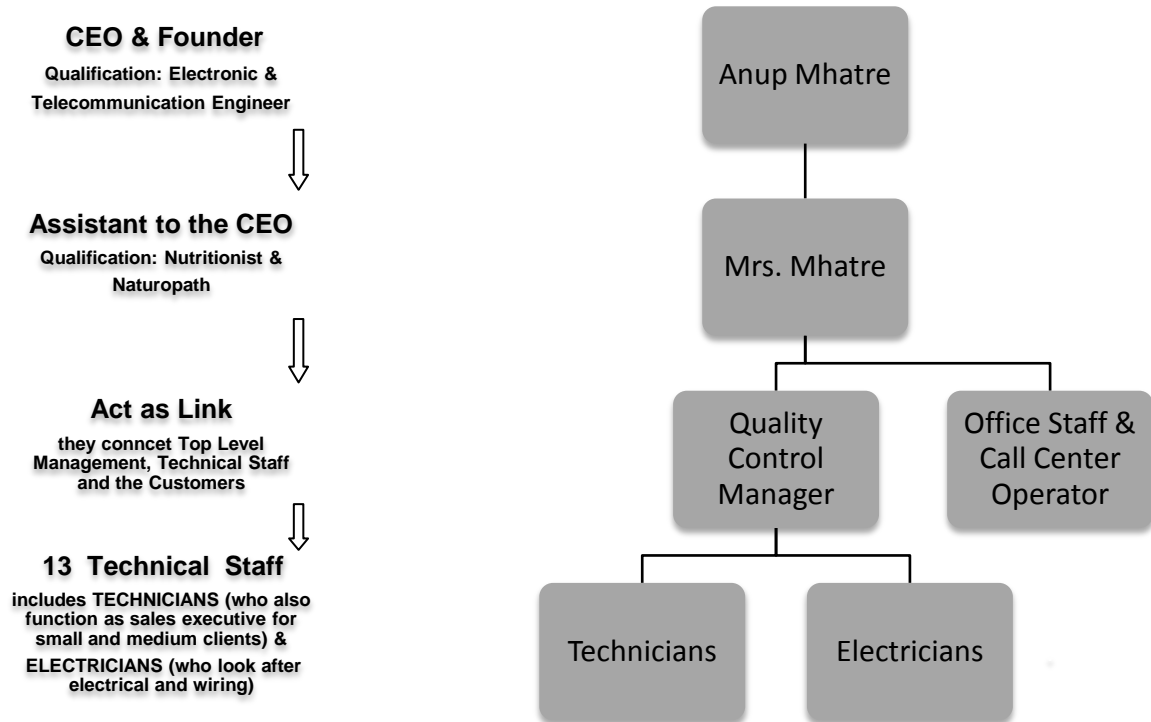 CEO & Founder
Qualification: Electronic &
Telecommunication Engineer
Assistant to the CEO
Qualification: Nutritionist &
Naturopath
Act as Link
they conncet Top Level
Management, Technical Staff
and the Customers
13 Technical Staff
includes TECHNICIANS (who also
function as sales executive for
small and medium clients) &
ELECTRICIANS (who look after
electrical and wiring)
Anup Mhatre
Mrs. Mhatre
Quality
Control
Manager
Office Staff &
Call Center
Operator
Technicians
Electricians